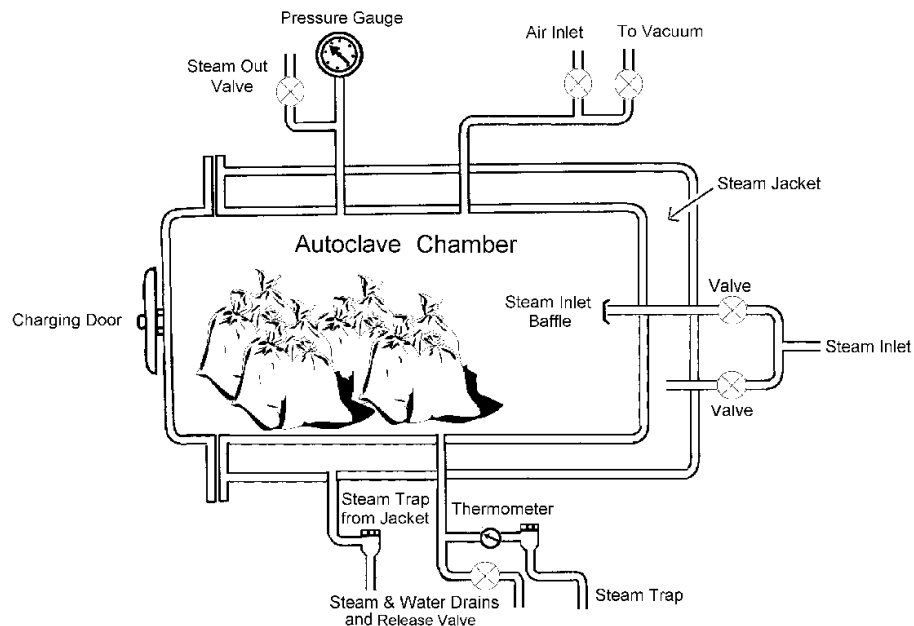 Pressure Gauge
Air Inlet
To Vacuum
Steam Out
Valve
Steam Jacket
Autoclave Chamber
Valve
Steam Inlet
Baffle
Charging Door
Steam Inlet
Valve
Steam Trap
from Jacket
Thermometer
Steam & Water Drains
and Release Valve
Steam Trap